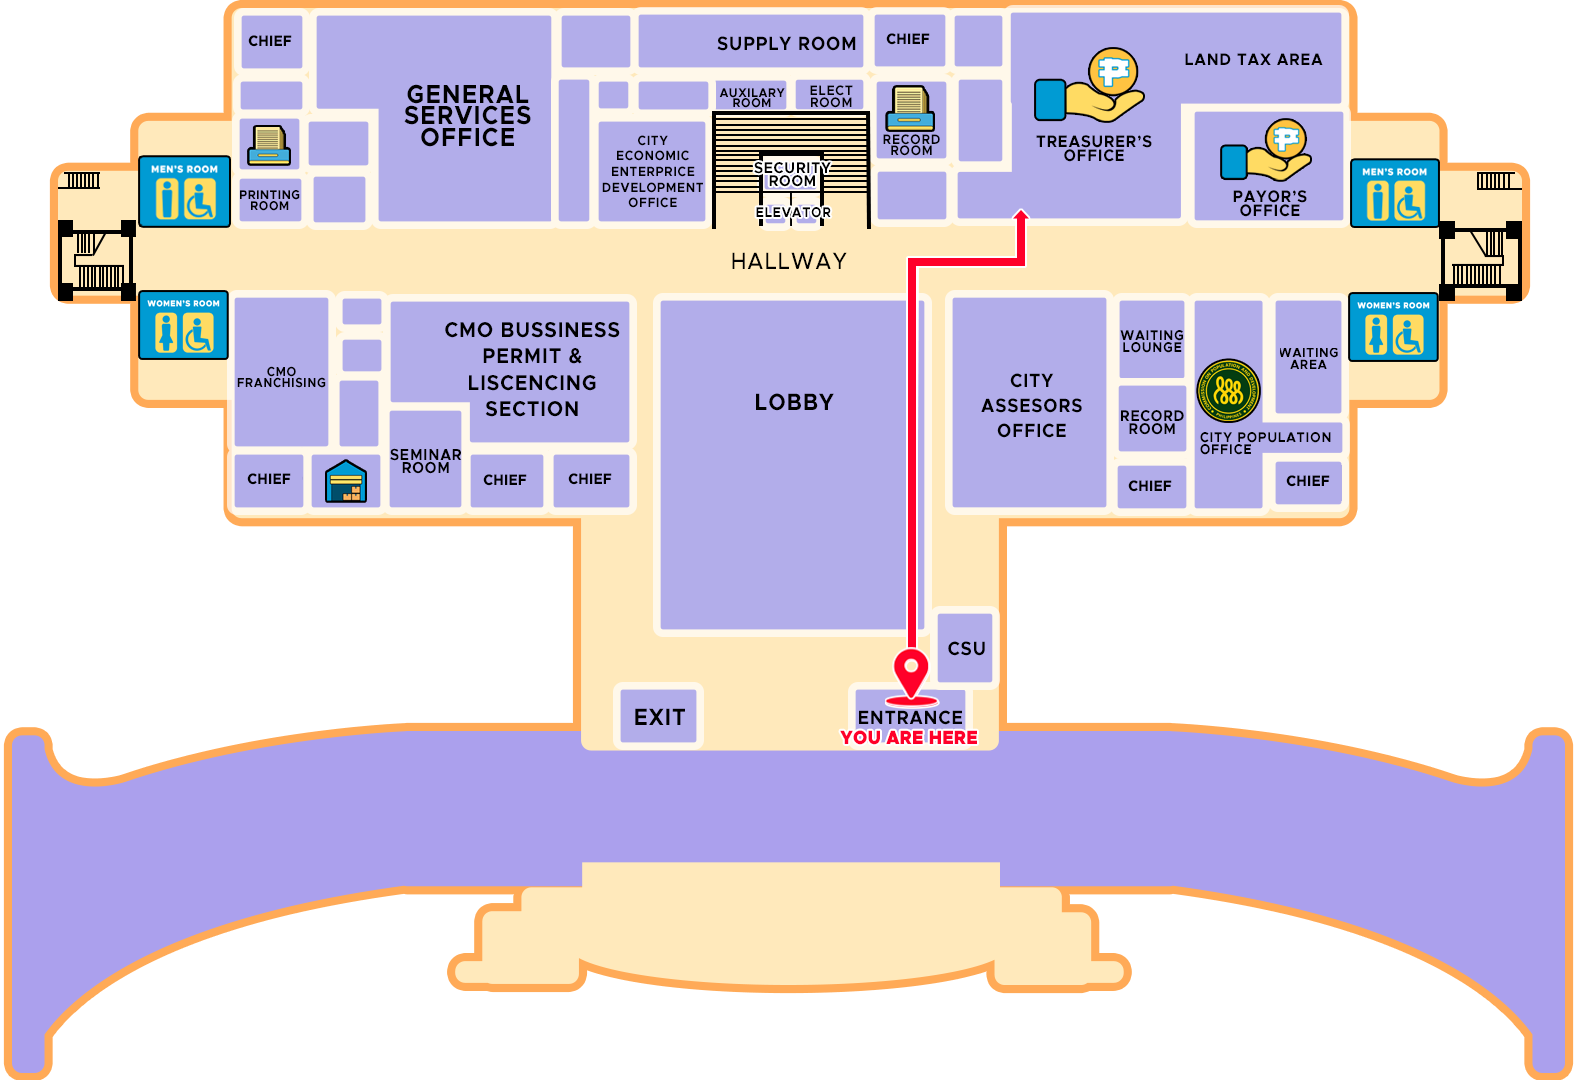 CHIEF
GENERAL
SERVICES
OFFICE
SUPPLY ROOM
CHIEF
LAND TAX AREA
AUXILARY
ROOM
ELECT
ROOM
RECORD
ROOM
TREASURER'S
OFFICE
CITY
ECONOMIC
ENTERPRICE
DEVELOPMENT
OFFICE
SECURITY
ROOM
ELEVATOR
MEN'S ROOM
PRINTING
ROOM
PAYOR'S
OFFICE
MEN'S ROOM
HALLWAY
WOMEN'S ROOM
CMO
FRANCHISING
CMO BUSSINESS
PERMIT &
LISCENCING
SECTION
LOBBY
CITY
ASSESORS
OFFICE
WAITING
LOUNGE
WAITING
AREA
WOMEN'S ROOM
RECORD
ROOM
CITY POPULATION
OFFICE
SEMINAR
ROOM
CHIEF
CHIEF
CHIEF
CHIEF
CHIEF
CSU
EXIT
ENTRANCE
YOU ARE HERE